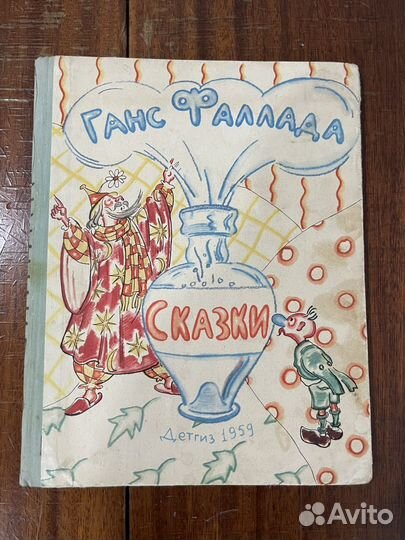 Ганс Фаллада
Сказки
Детгиз 1959
Avito